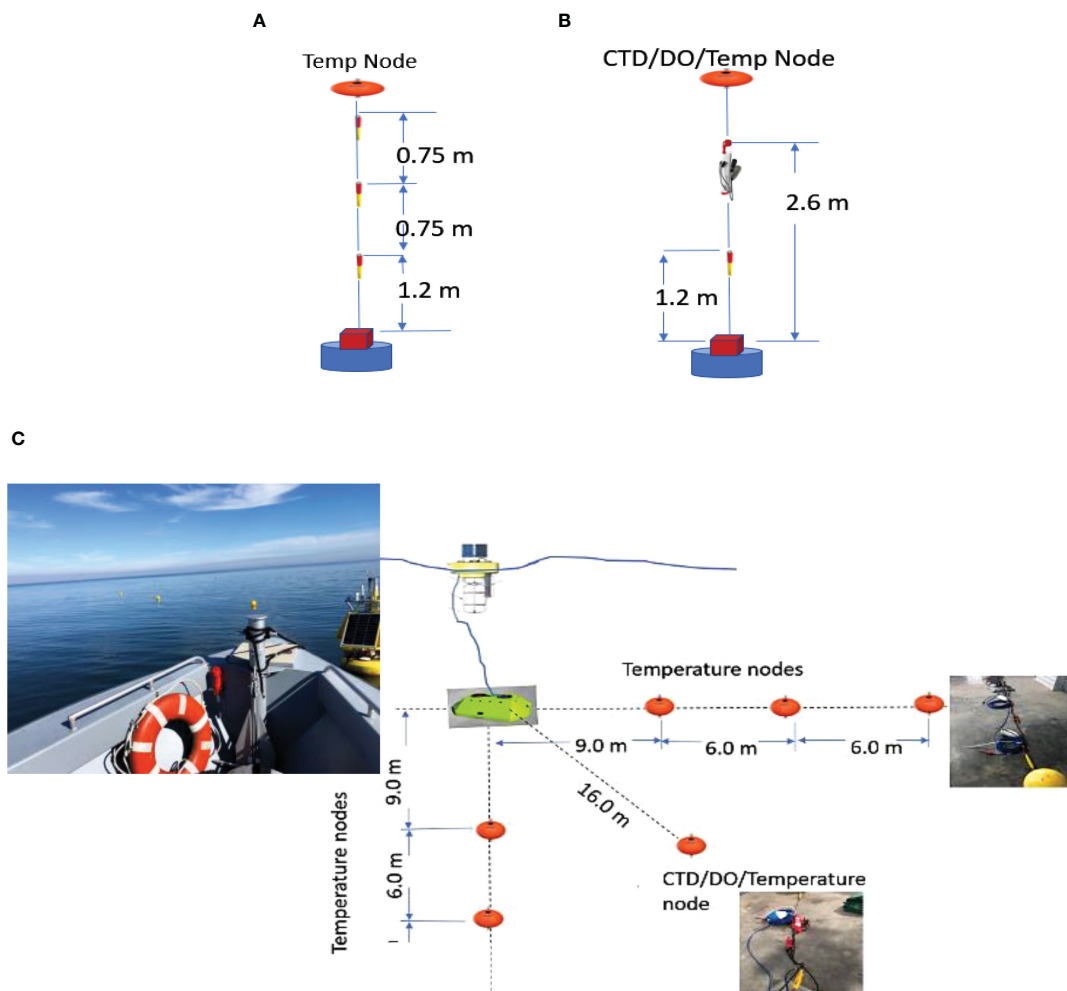 A
Temp Node
0.75 m
0.75 m
1.2 m
B
CTD/DO/Temp Node
2.6 m
1.2 m
C
Temperature nodes
9.0 m
6.0 m
6.0 m
16.0 m
9.0 m
6.0 m
Temperature nodes
CTD/DO/Temperature
node